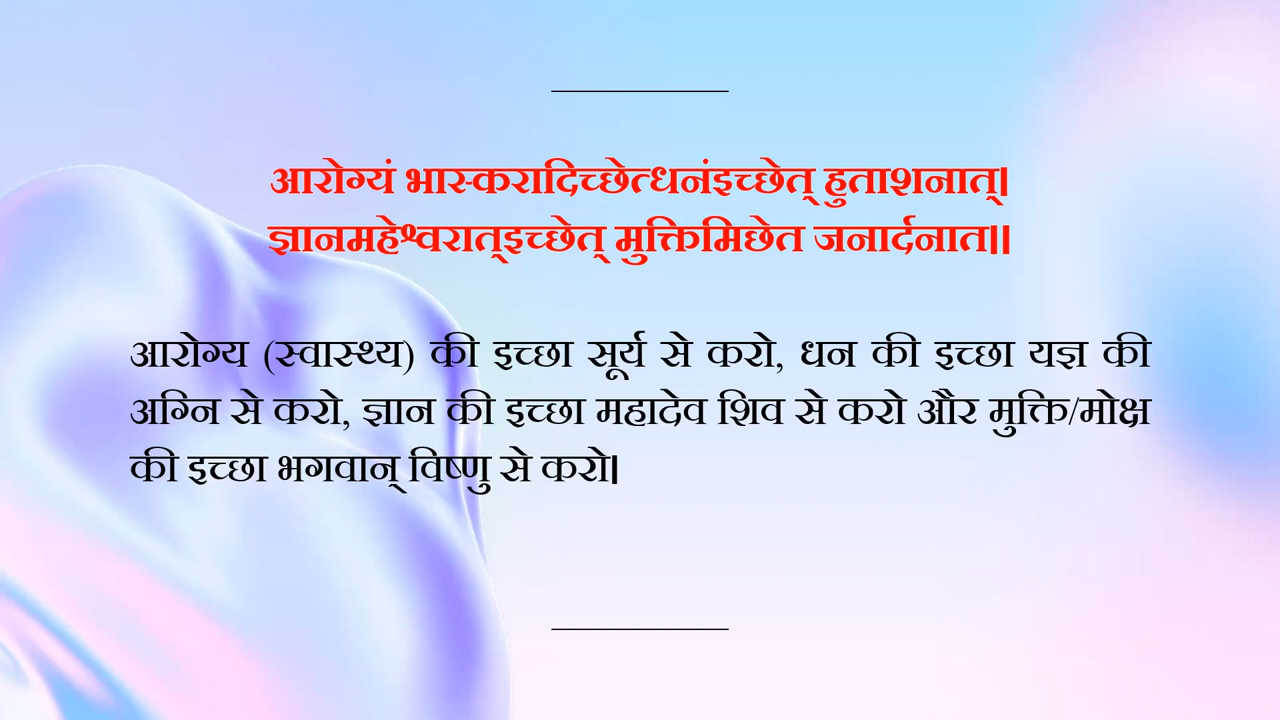 आरोग्यं भास्करादिच्छेत्धनंइच्छेत् हुताशनात्।
ज्ञानमहेश्वरात्इच्छेत् मुक्तिमिछेत जनार्दनात॥
आरोग्य (स्वास्थ्य) की इच्छा सूर्य से करो, धन की इच्छा यज्ञ की
अग्नि से करो, ज्ञान की इच्छा महादेव शिव से करो और मुक्ति/मोक्ष
की इच्छा भगवान् विष्णु से करो।